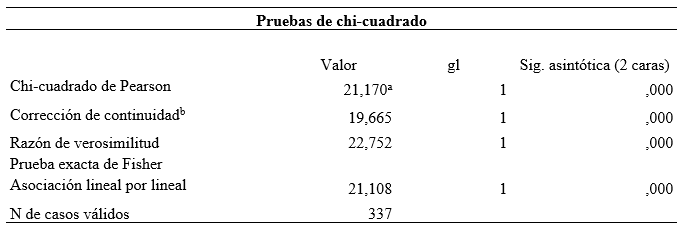 Pruebas de chi-cuadrado
Valor gl Sig. asintótica (2 caras)
Chi-cuadrado de Pearson 21,170a 1 ,000
Corrección de continuidadb 19,665 1 ,000
Razón de verosimilitud 22,752 1 ,000
Prueba exacta de Fisher
Asociación lineal por lineal 21,108 1 ,000
N de casos válidos 337